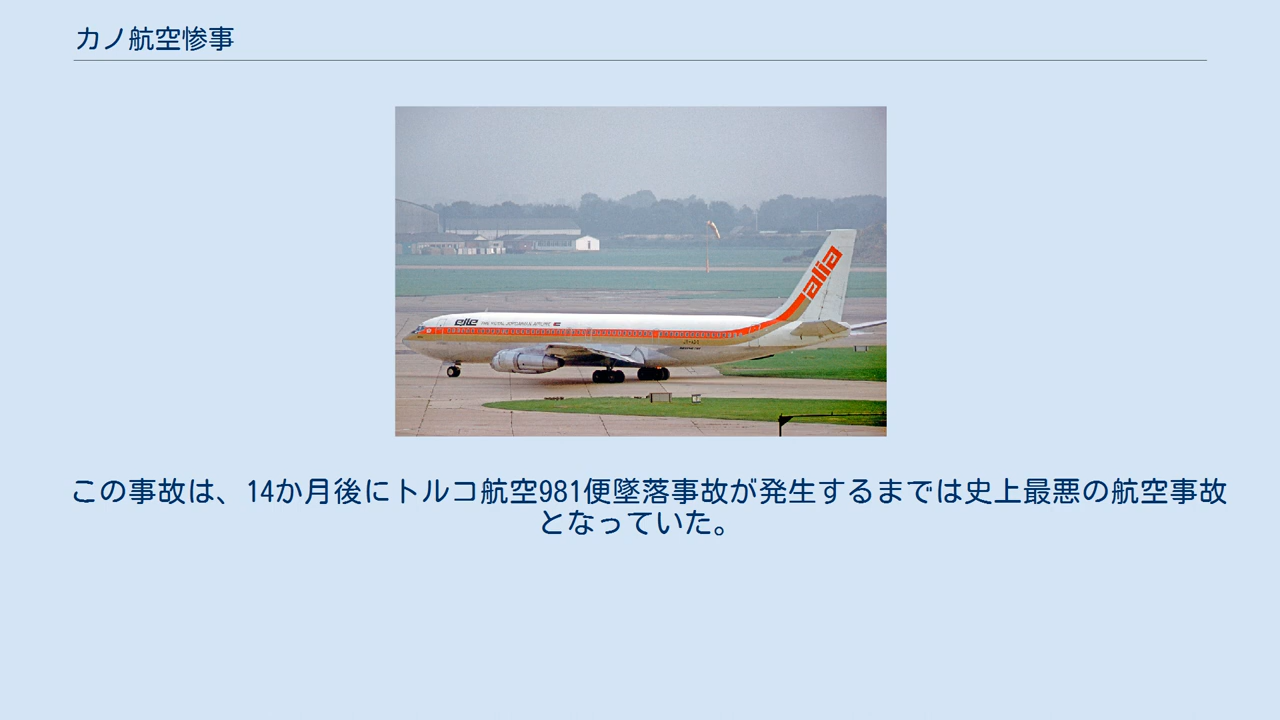 カノ航空惨事
alia
この事故は、14か月後にトルコ航空981便墜落事故が発生するまでは史上最悪の航空事故
となっていた。